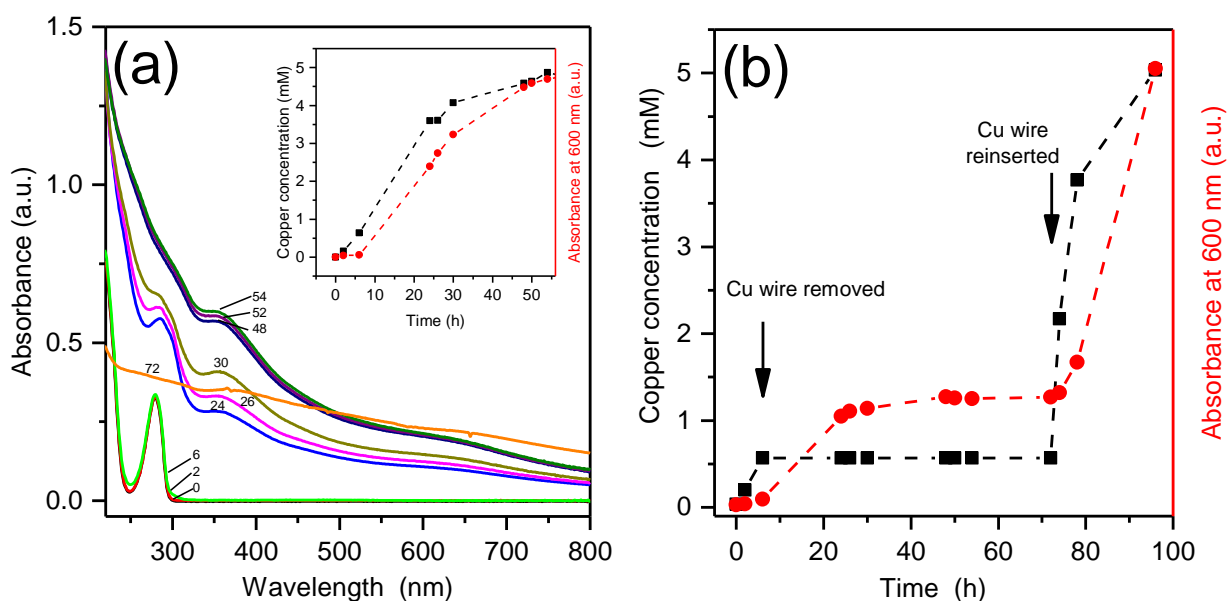 (a)
Absorbance (a.u.)
1.5
1.0
0.5
0.0
300 400 500 600 700 800
Wavelength (nm)
54
52
48
30
72
26
24
6
2
0
Copper concentration (mM)
5
4
3
2
1
0
0 10 20 30 40 50
Time (h)
Absorbance at 600 nm (a.u.)
(b)
Copper concentration (mM)
5
4
3
2
1
0
0 20 40 60 80 100
Time (h)
Absorbance at 600 nm (a.u.)
Cu wire
reinserted
Cu wire removed